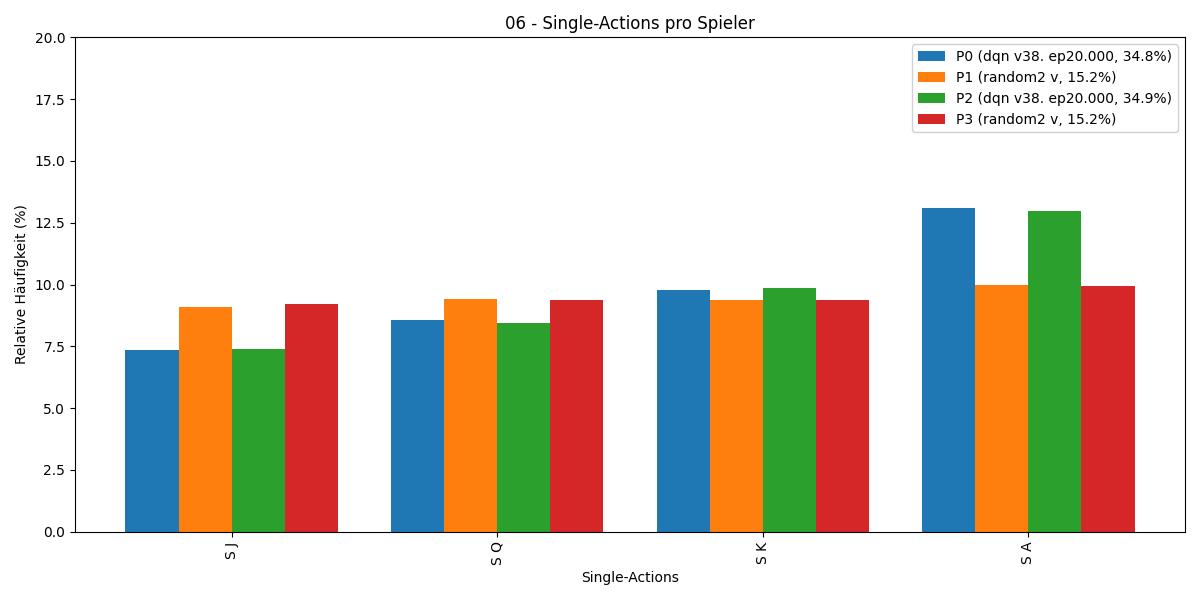 06 - Single-Actions pro Spieler
Relative Häufigkeit (%)
20.0
17.5
15.0
12.5
10.0
7.5
5.0
2.5
0.0
P0 (dqn v38. ep20.000, 34.8%)
P1 (random2 v, 15.2%)
P2 (dqn v38. ep20.000, 34.9%)
P3 (random2 v, 15.2%)
S J
S Q
S K
S A
Single-Actions